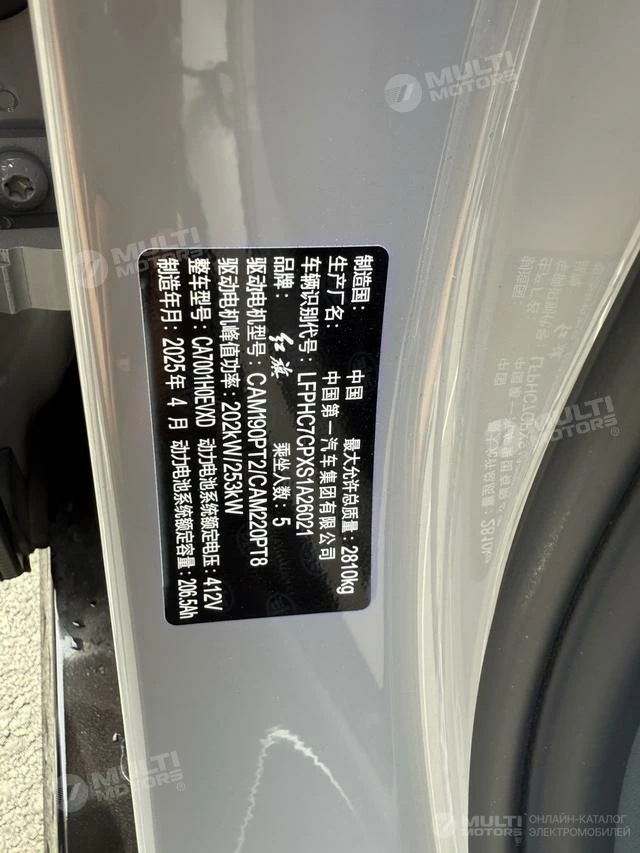 制造国: 中国 最大允许总质量: 2810kg
生产厂名: 中国第一汽车集团有限公司
车辆识别代号: LFPHC7CPXS1A26021
品牌: 红旗 乘坐人数: 5
驱动电机型号: CAM190PT2/CAM220PT8
驱动电机峰值功率: 202kW/253kW
整车型号: CA7001H0EVXD 动力电池系统额定电压: 412V
制造年月: 2025年 4 月 动力电池系统额定容量: 206.5Ah
MULTI MOTORS
MULTI MOTORS
MULTI MOTORS®
MULTI MOTORS
ОНЛАЙН-КАТАЛОГ
ЭЛЕКТРОМОБИЛЕЙ